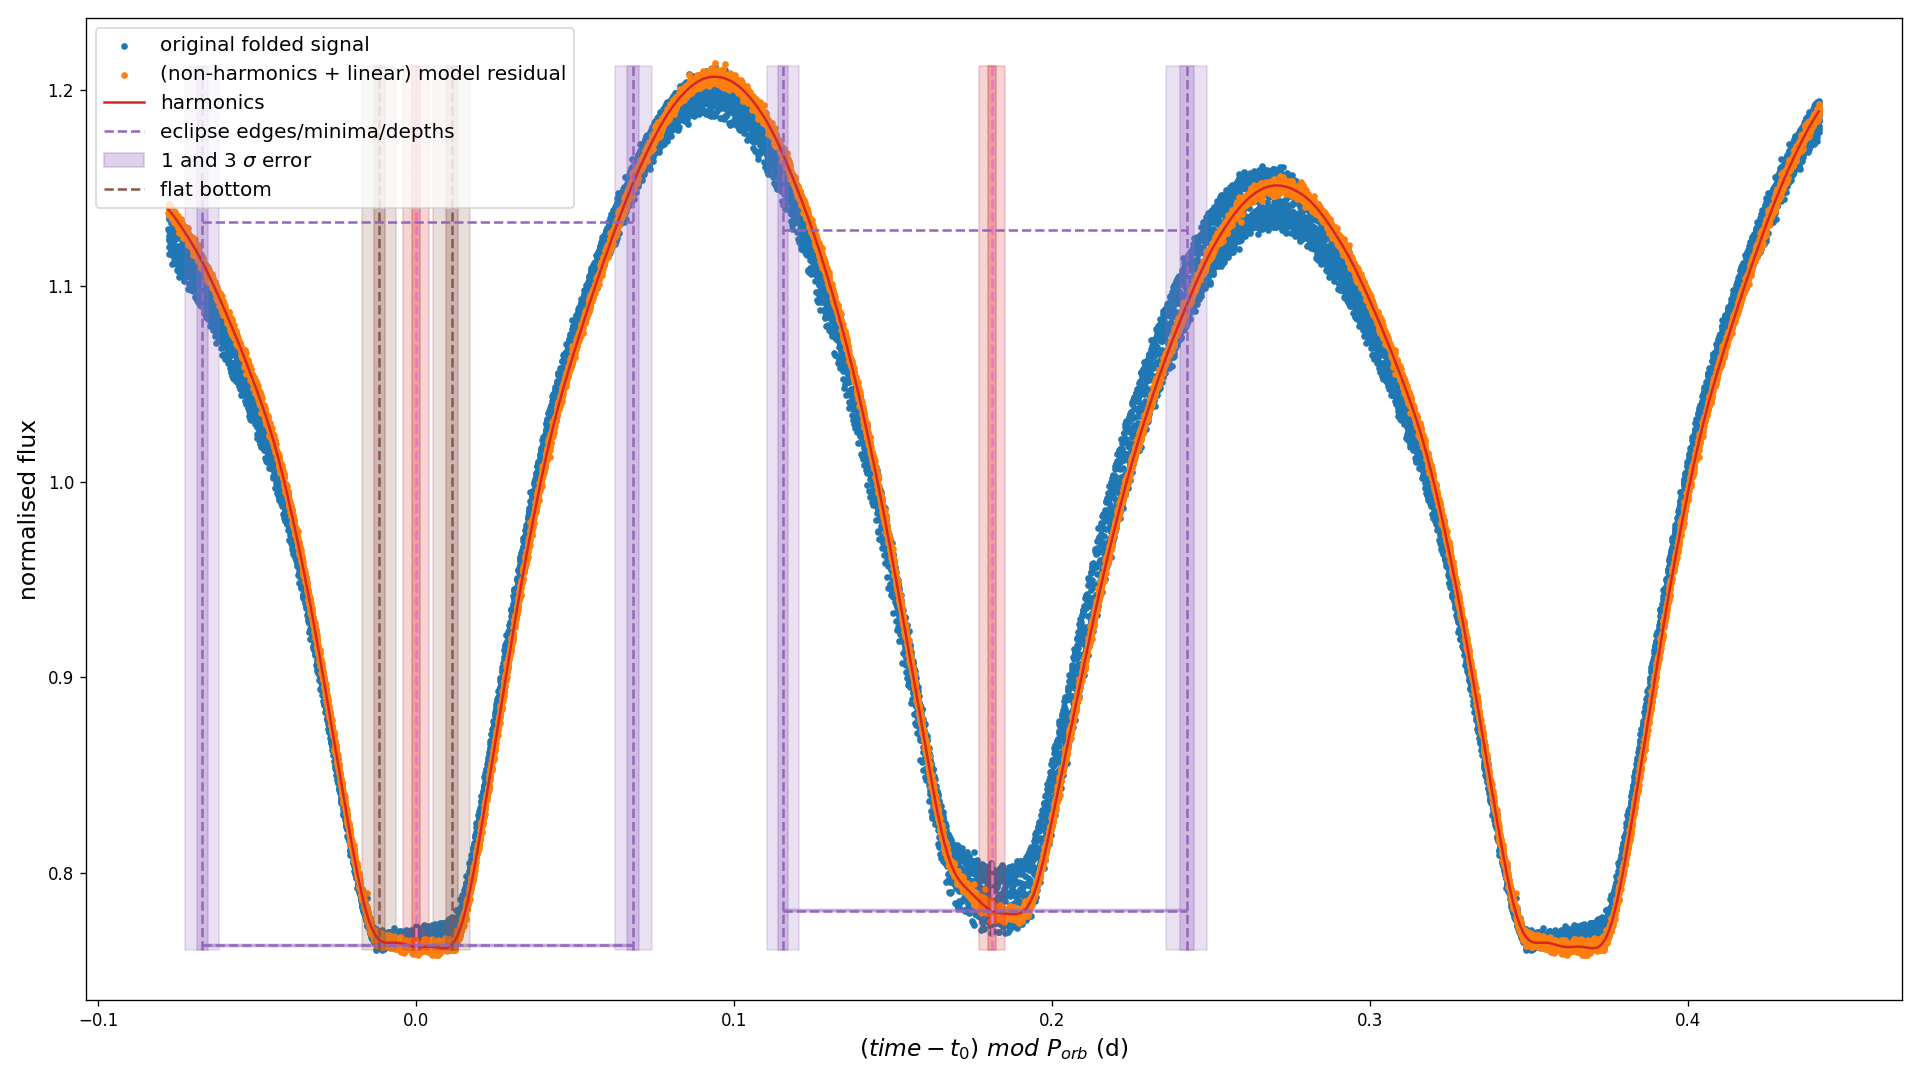 original folded signal
(non-harmonics + linear) model residual
harmonics
eclipse edges/minima/depths
1 and 3 σ error
flat bottom
normalised flux
1.2
1.1
1.0
0.9
0.8
−0.1 0.0 0.1 0.2 0.3 0.4
(time − t₀) mod Pₒᵣb (d)